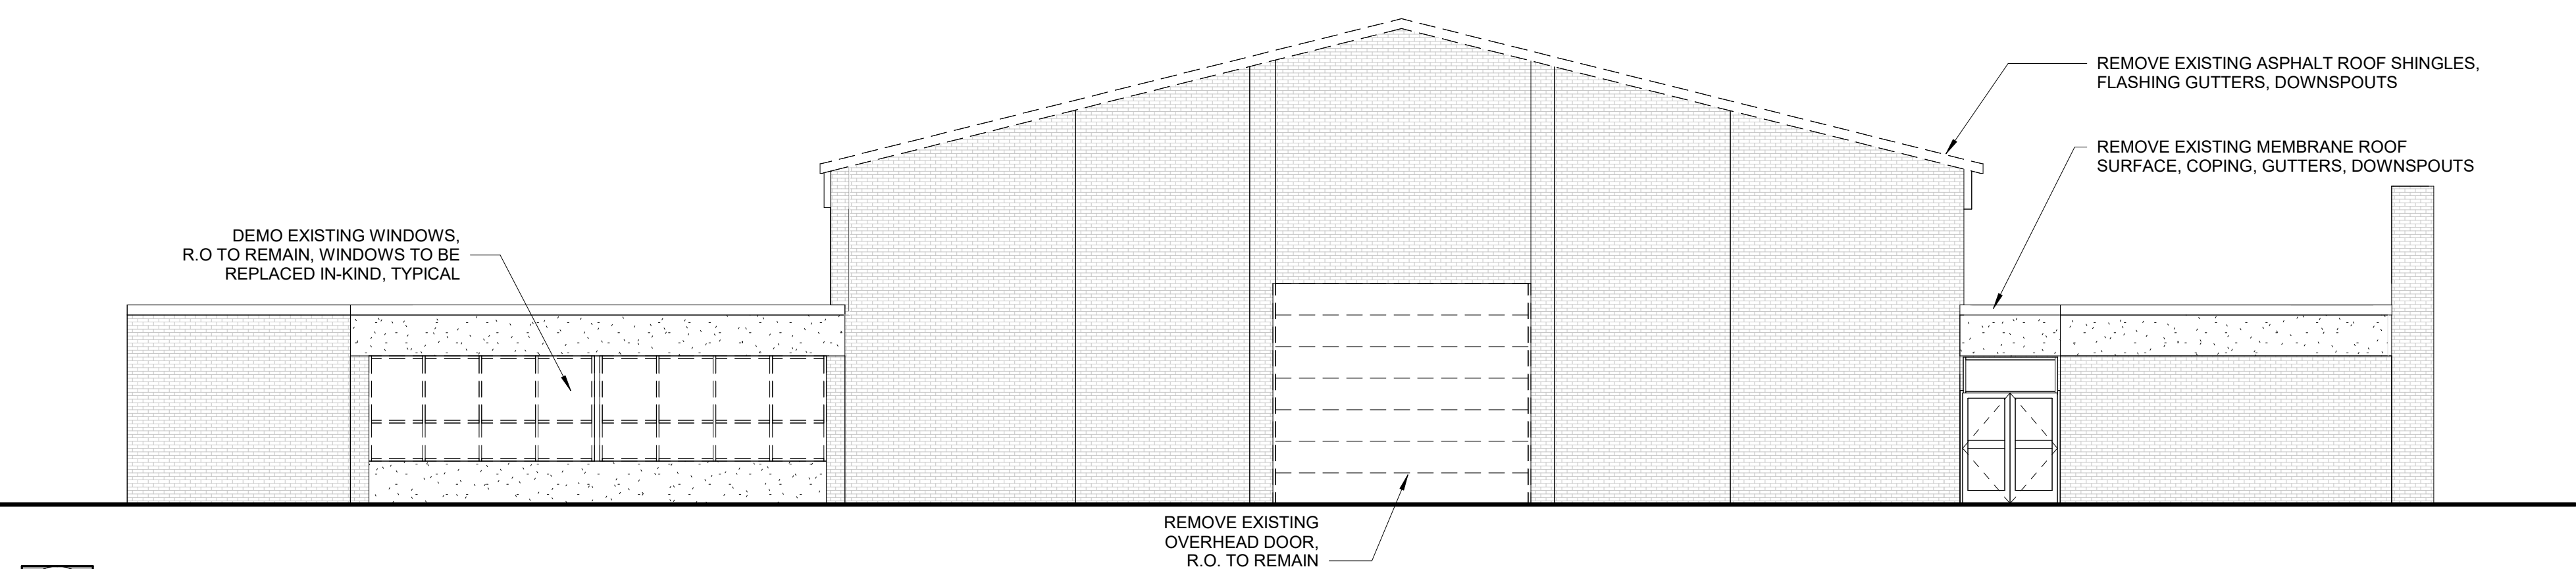 REMOVE EXISTING ASPHALT ROOF SHINGLES,
FLASHING GUTTERS, DOWNSPOUTS
REMOVE EXISTING MEMBRANE ROOF
SURFACE, COPING, GUTTERS, DOWNSPOUTS
DEMO EXISTING WINDOWS,
R.O TO REMAIN, WINDOWS TO BE
REPLACED IN-KIND, TYPICAL
REMOVE EXISTING
OVERHEAD DOOR,
R.O. TO REMAIN